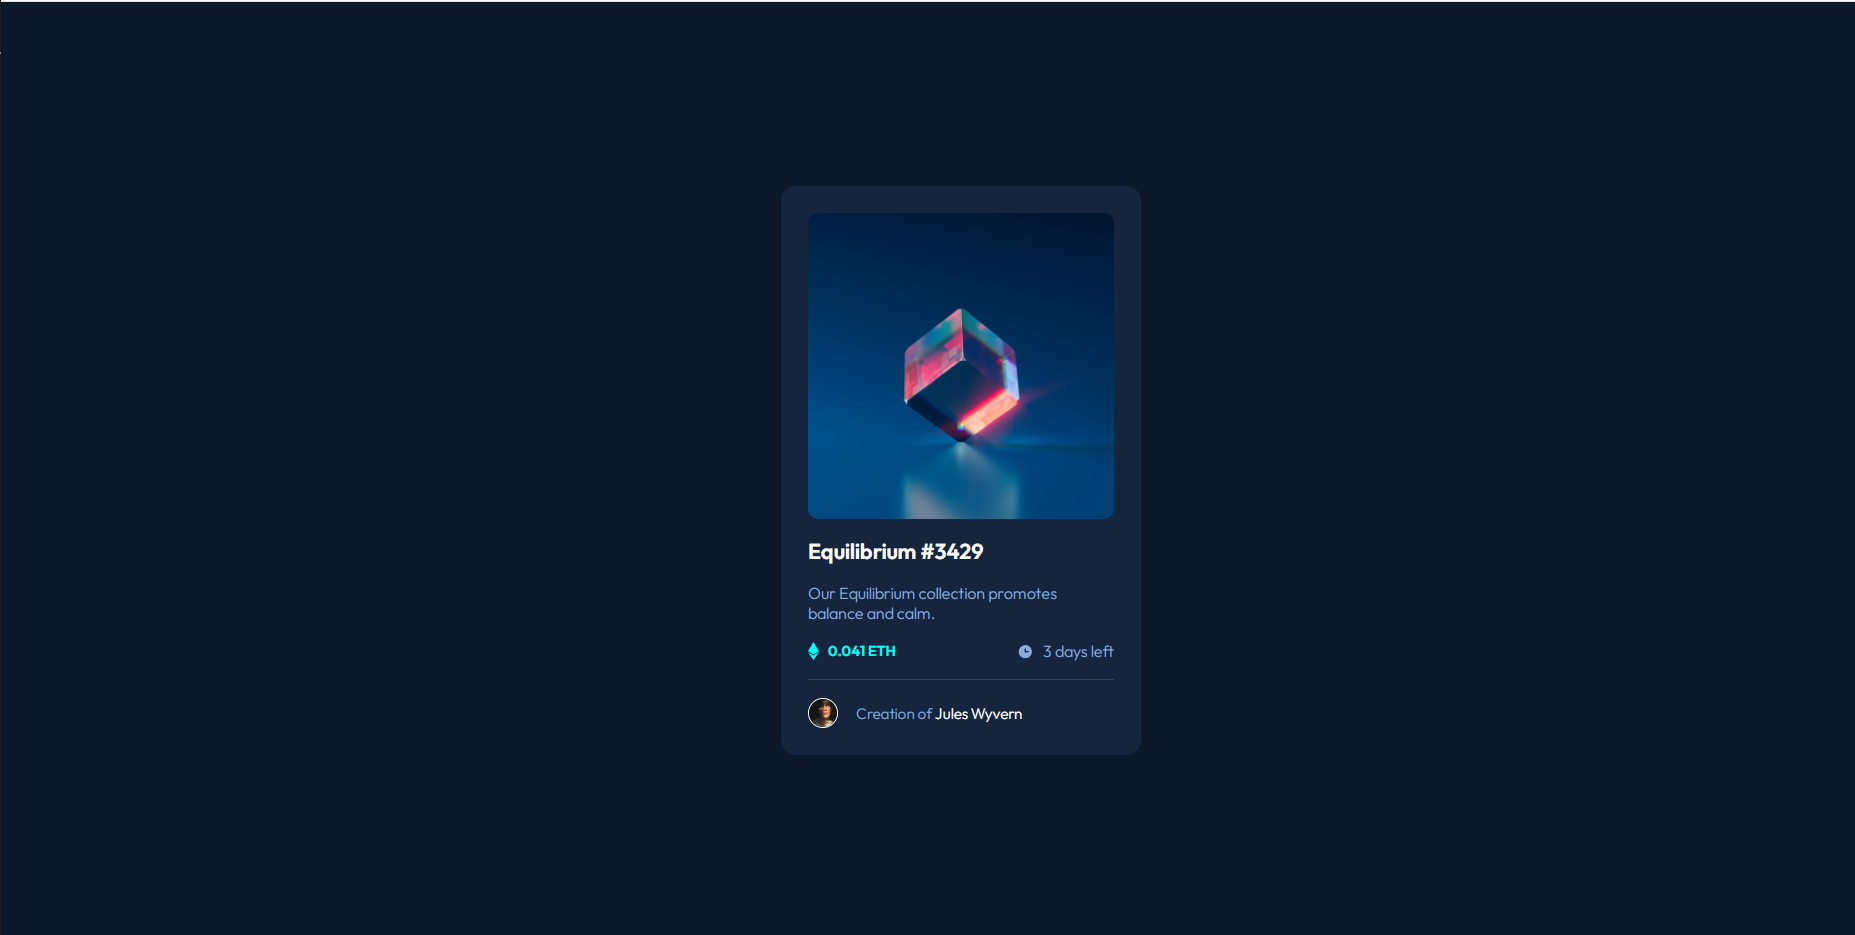 Equilibrium #3429
Our Equilibrium collection promotes
balance and calm.
0.041 ETH
3 days left
Creation of Jules Wyvern